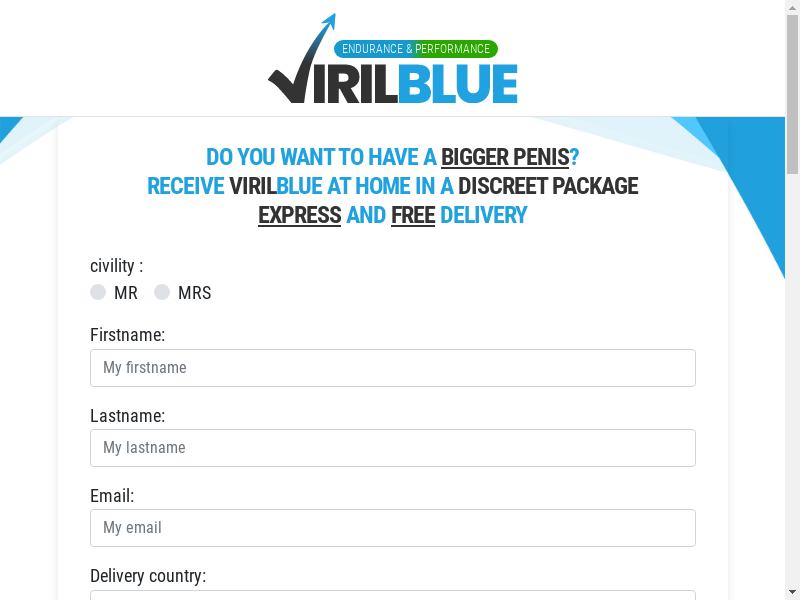 ENDURANCE & PERFORMANCE
VIRILBLUE
DO YOU WANT TO HAVE A BIGGER PENIS?
RECEIVE VIRILBLUE AT HOME IN A DISCREET PACKAGE
EXPRESS AND FREE DELIVERY
civility :
MR MRS
Firstname:
My firstname
Lastname:
My lastname
Email:
My email
Delivery country: